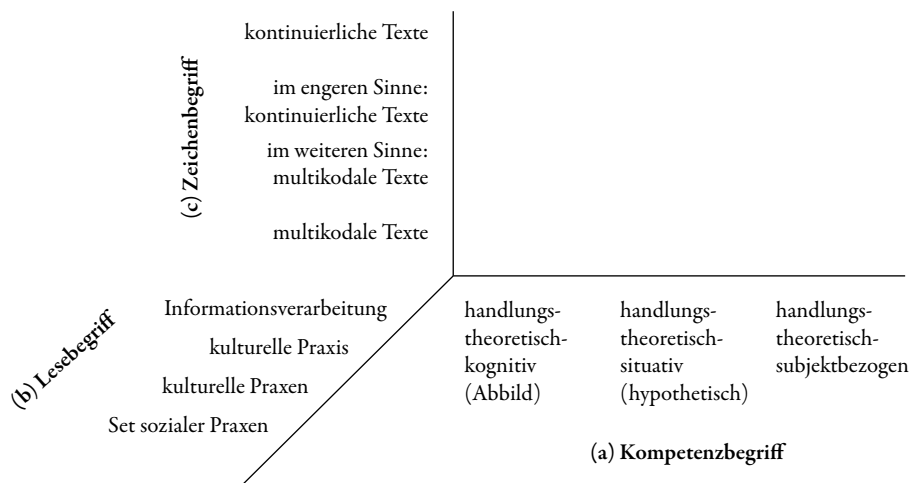 kontinuierliche Texte
im engeren Sinne:
kontinuierliche Texte
im weiteren Sinne:
multikodale Texte
multikodale Texte
(c) Zeichenbegriff
Informationsverarbeitung
kulturelle Praxis
kulturelle Praxen
Set sozialer Praxen
(b) Lesebegriff
handlungs-
theoretisch-
kognitiv
(Abbild)
handlungs-
theoretisch-
situativ
(hypothetisch)
handlungs-
theoretisch-
subjektbezogen
(a) Kompetenzbegriff